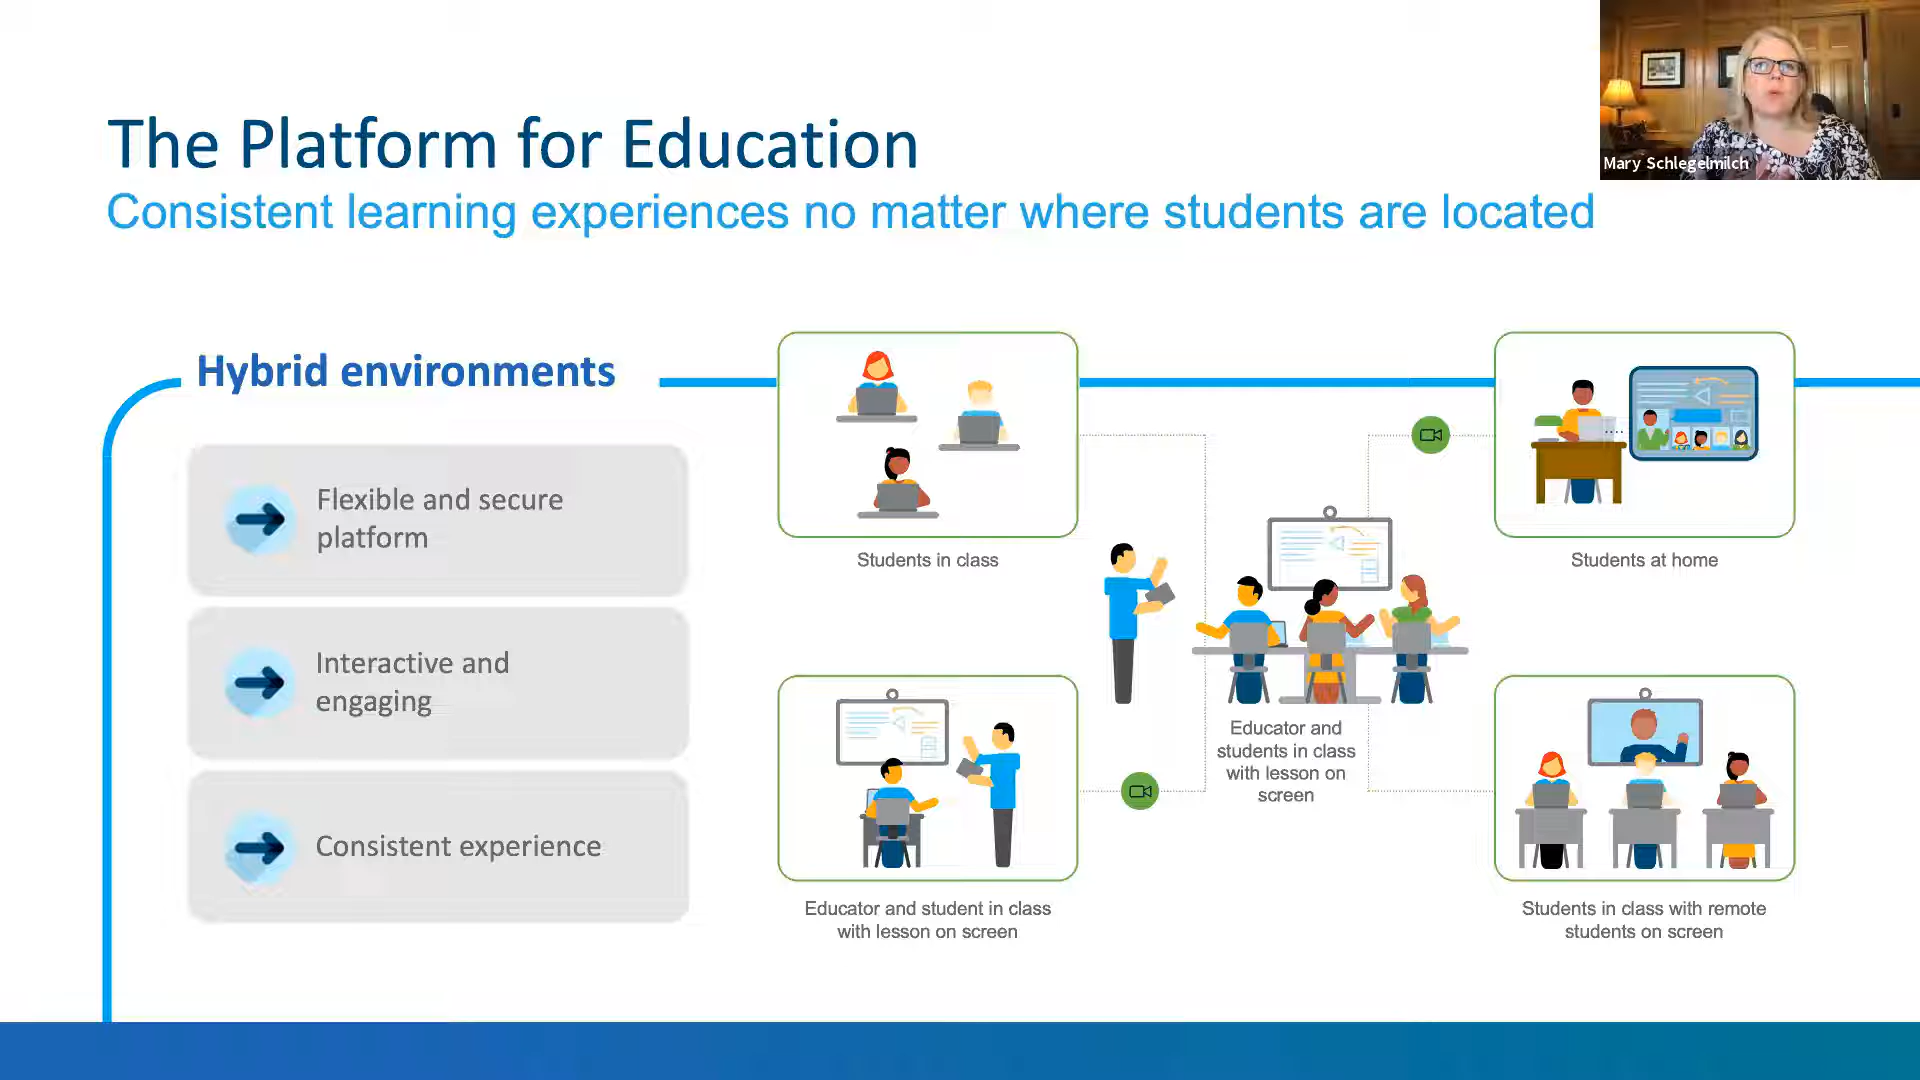 The Platform for Education
Consistent learning experiences no matter where students are located
Mary Schlegelmilch
Hybrid environments
Flexible and secure
platform
Interactive and
engaging
Consistent experience
Students in class
Students at home
Educator and
students in class
with lesson on
screen
Educator and student in class
with lesson on screen
Students in class with remote
students on screen